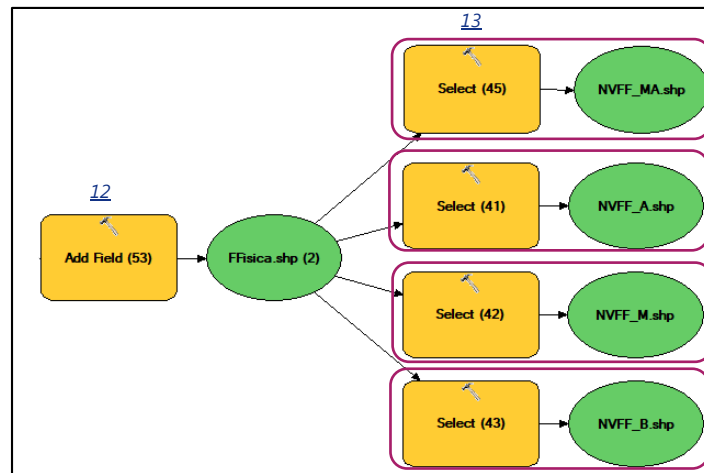 13
Select (45)
NVFF_MA.shp
12
Select (41)
NVFF_A.shp
Add Field (53)
FFisica.shp (2)
Select (42)
NVFF_M.shp
Select (43)
NVFF_B.shp